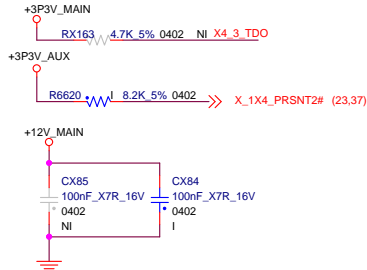 +3P3V_MAIN
RX163 4.7K_5% 0402 NI X4_3_TDO
+3P3V_AUX
R6620 I 8.2K_5% 0402 X_1X4_PRSNT2# (23,37)
+12V_MAIN
CX85 CX84
100nF_X7R_16V 100nF_X7R_16V
0402 0402
NI I